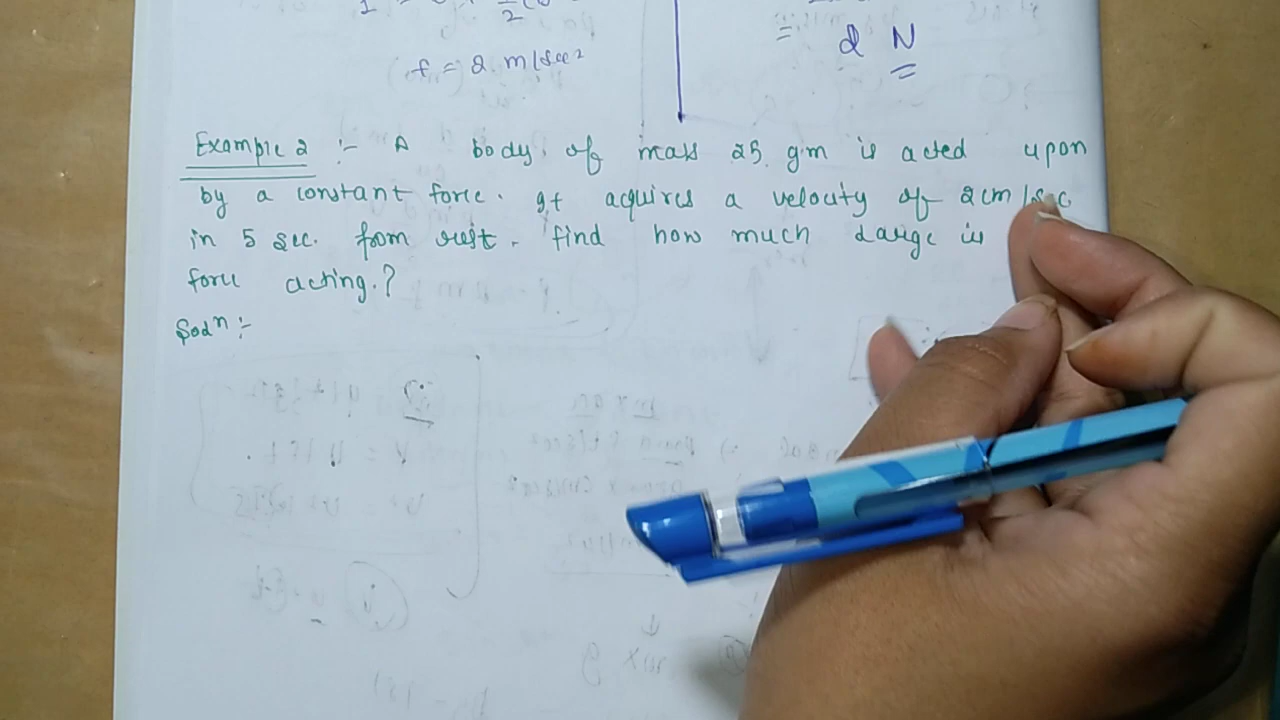 = 2 N
f = 2 m/sec²
Example 2 :- A body of mass 25 gm is acted upon
by a constant force. It acquires a velocity of 2cm/sec
in 5 sec. from rest. find how much large is
force acting.?
Solⁿ :-